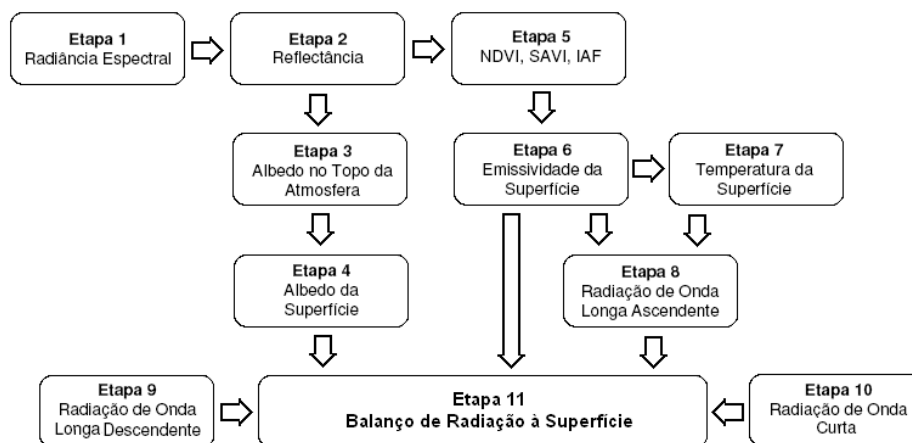 Etapa 1
Radiância Espectral
Etapa 2
Reflectância
Etapa 5
NDVI, SAVI, IAF
Etapa 3
Albedo no Topo da
Atmosfera
Etapa 6
Emissividade da
Superfície
Etapa 7
Temperatura da
Superfície
Etapa 4
Albedo da
Superfície
Etapa 8
Radiação de Onda
Longa Ascendente
Etapa 9
Radiação de Onda
Longa Descendente
Etapa 11
Balanço de Radiação à Superfície
Etapa 10
Radiação de Onda
Curta